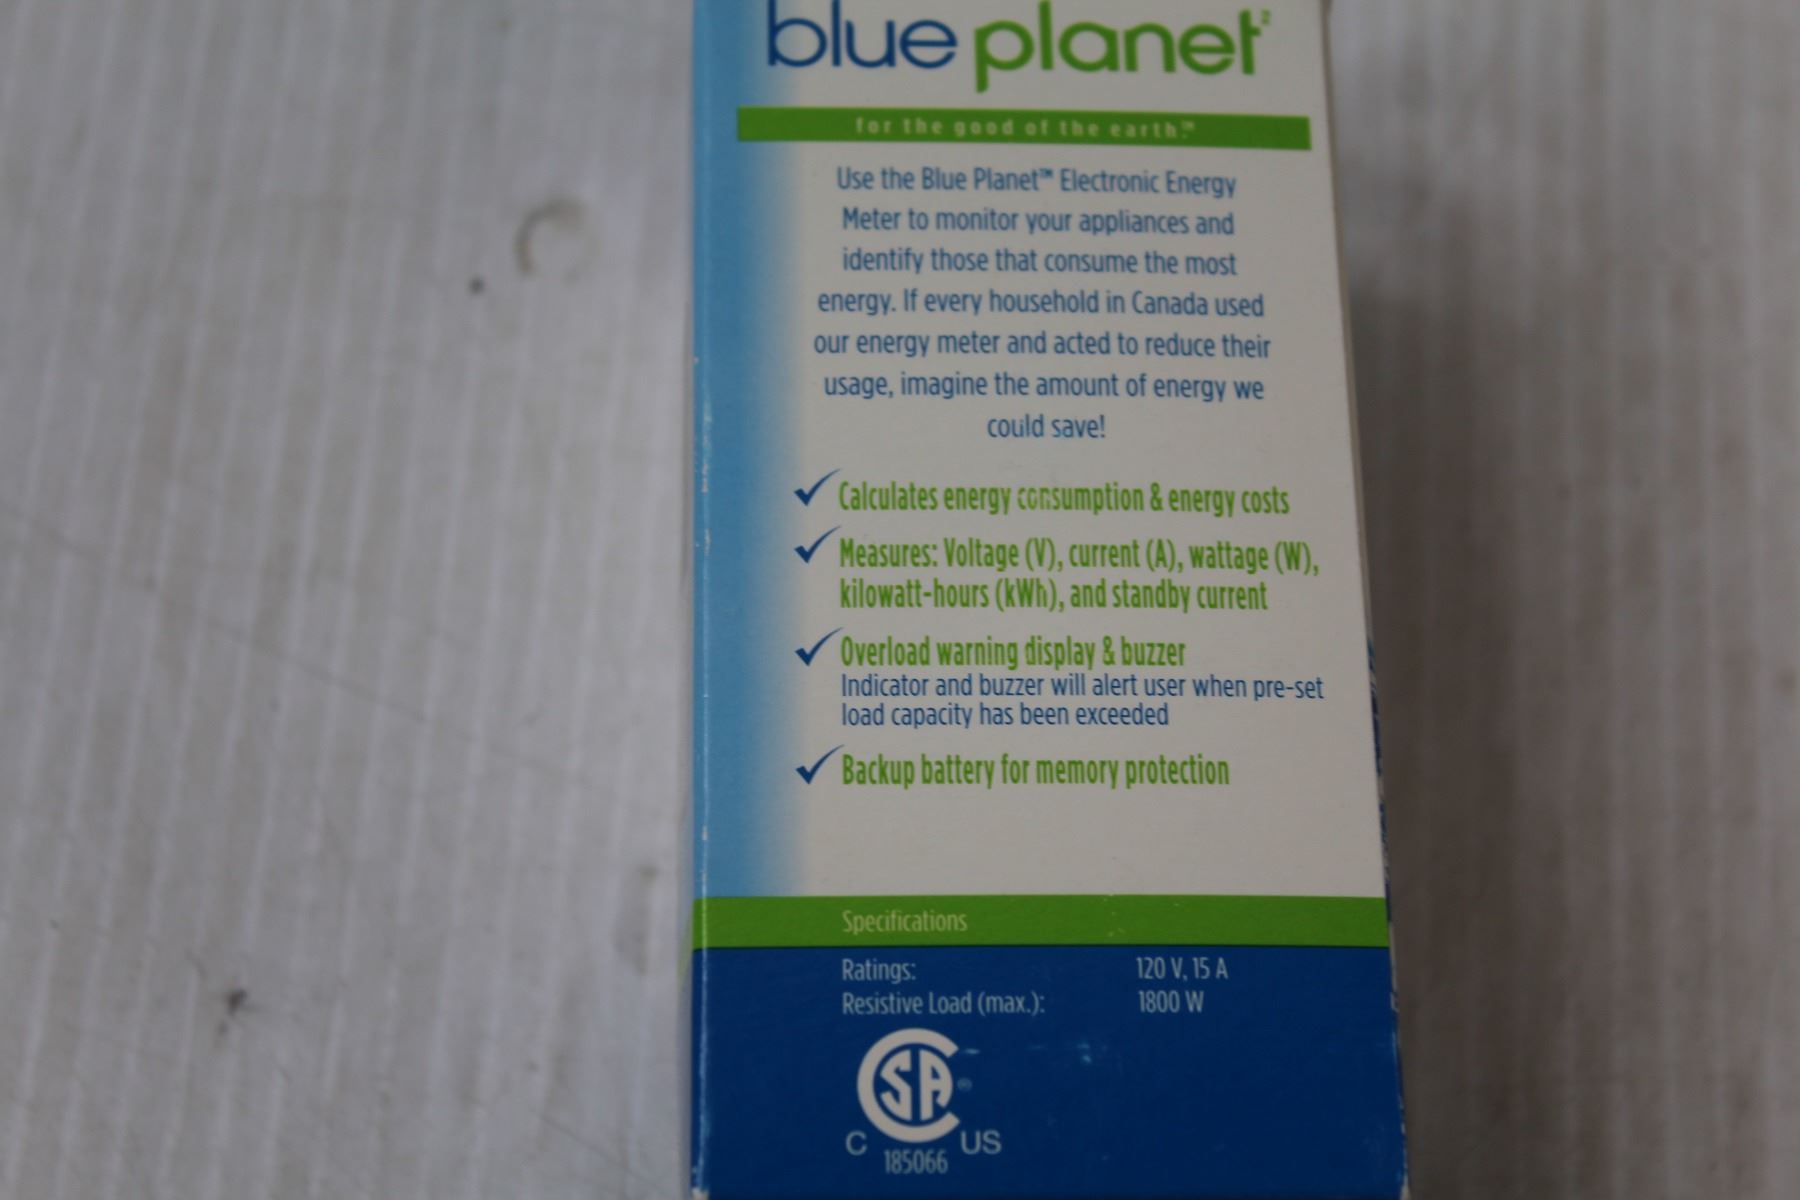 blue planet²
for the good of the earth.™
Use the Blue Planet™ Electronic Energy
Meter to monitor your appliances and
identify those that consume the most
energy. If every household in Canada used
our energy meter and acted to reduce their
usage, imagine the amount of energy we
could save!
Calculates energy consumption & energy costs
Measures: Voltage (V), current (A), wattage (W),
kilowatt-hours (kWh), and standby current
Overload warning display & buzzer
Indicator and buzzer will alert user when pre-set
load capacity has been exceeded
Backup battery for memory protection
Specifications
Ratings: 120 V, 15 A
Resistive Load (max.): 1800 W
CSA®
C US
185066